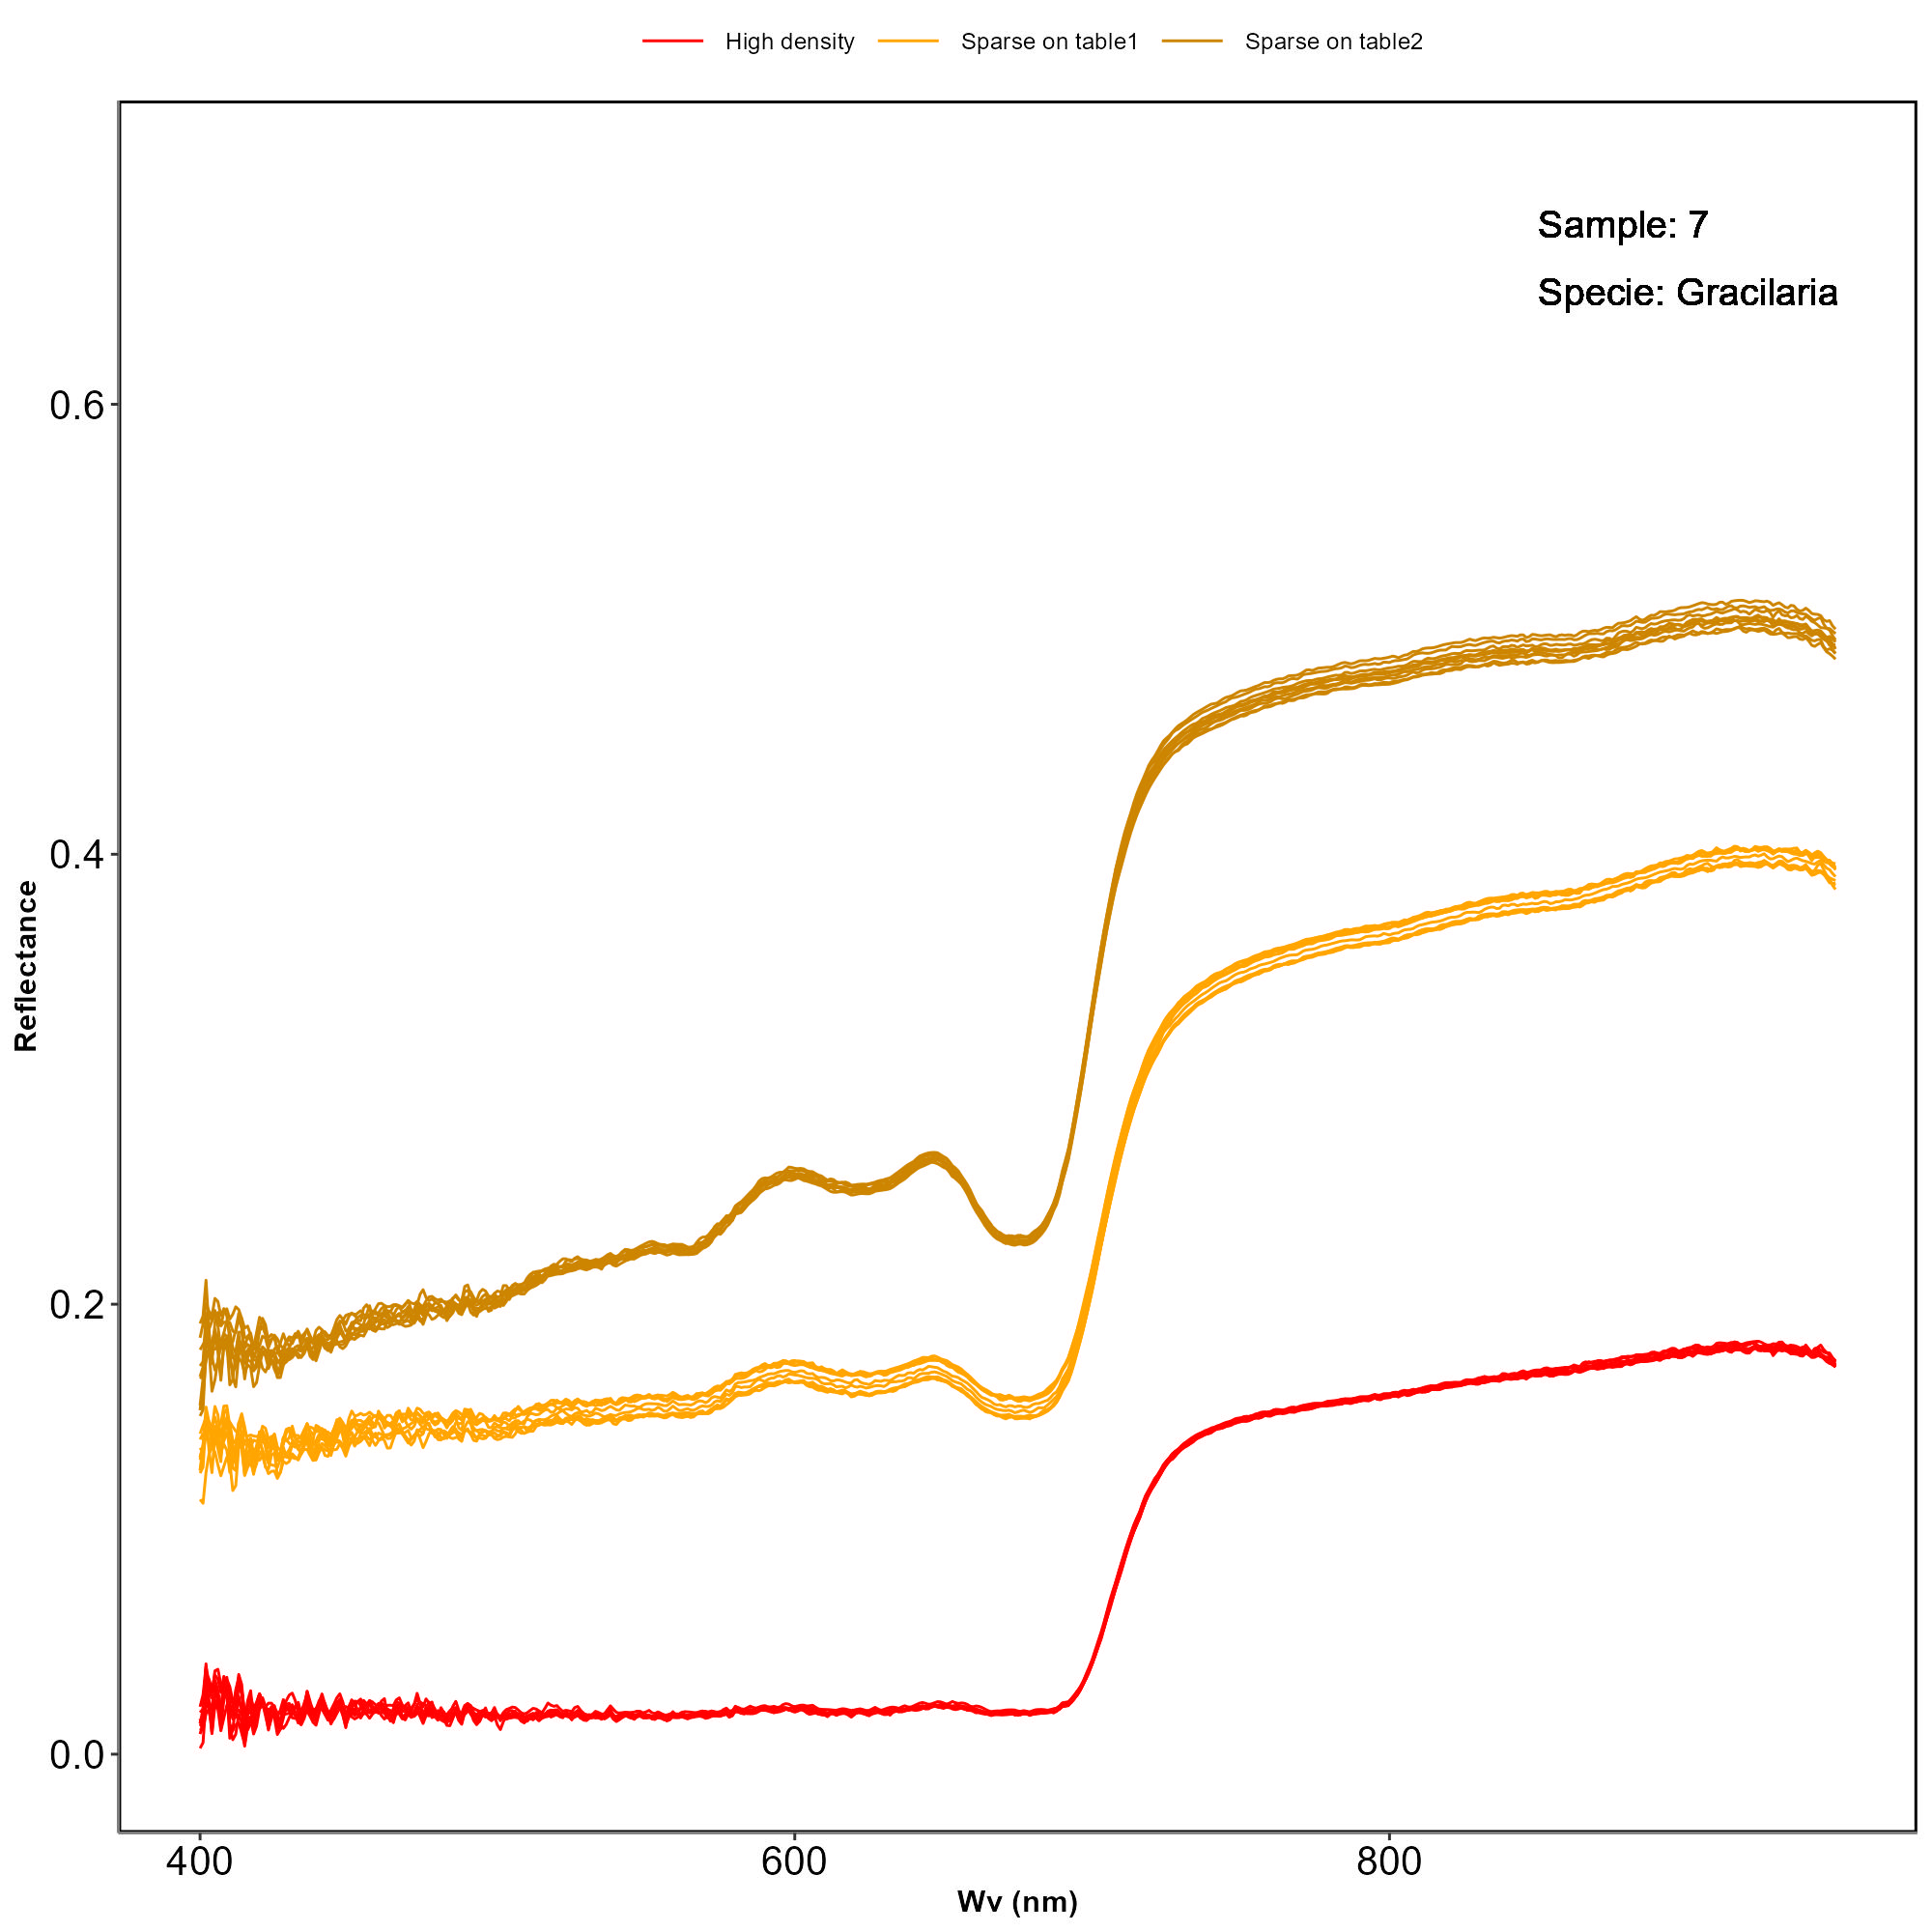 High density Sparse on table1 Sparse on table2
Sample: 7
Specie: Gracilaria
0.6
0.4
0.2
0.0
Reflectance
400 600 800
Wv (nm)